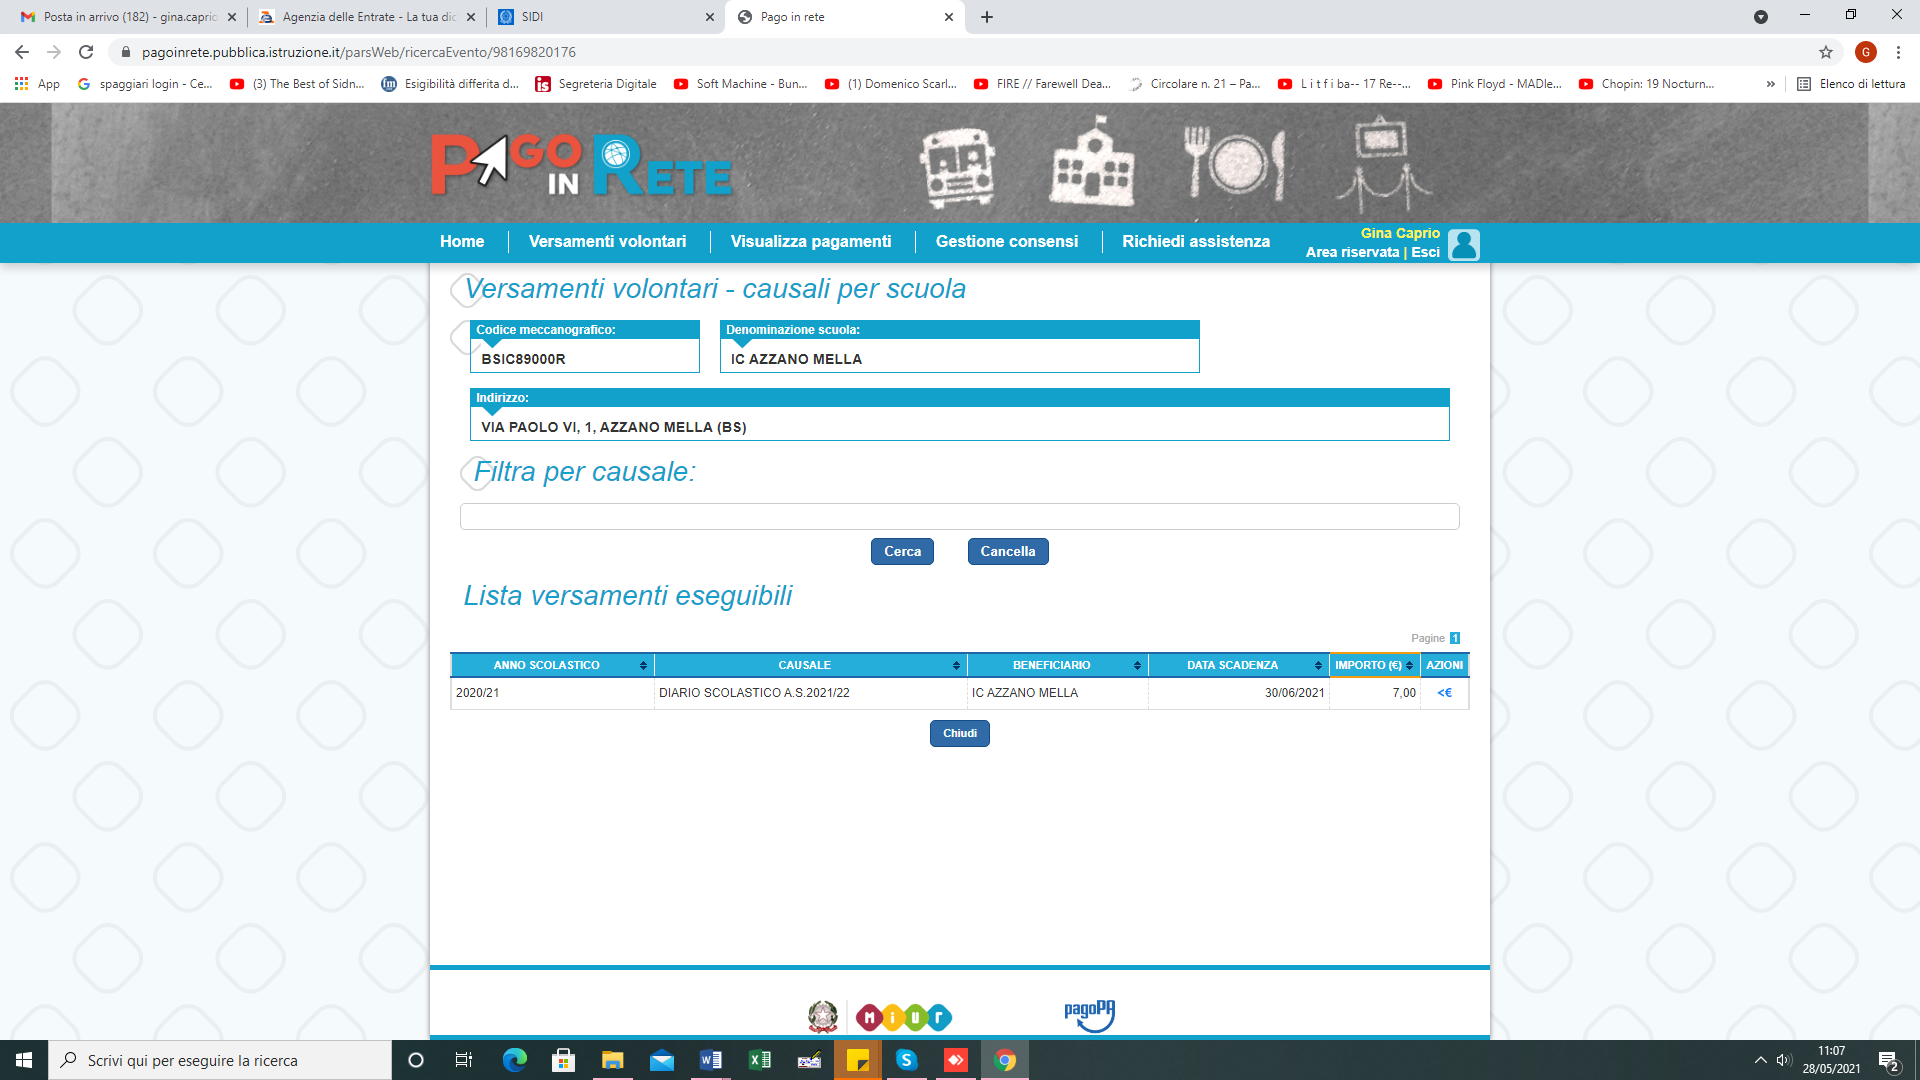 Posta in arrivo (182) - gina.caprio
Agenzia delle Entrate - La tua dic
SIDI
Pago in rete
pagoinrete.pubblica.istruzione.it/parsWeb/ricercaEvento/98169820176
G
App
spaggiari login - Ce...
(3) The Best of Sidn...
Esigibilità differita d...
Segreteria Digitale
Soft Machine - Bun...
(1) Domenico Scarl...
FIRE // Farewell Dea...
Circolare n. 21 – Pa...
L i t f i ba-- 17 Re--...
Pink Floyd - MADle...
Chopin: 19 Nocturn...
»
Elenco di lettura
PAGO IN RETE
Home
Versamenti volontari
Visualizza pagamenti
Gestione consensi
Richiedi assistenza
Gina Caprio
Area riservata | Esci
Versamenti volontari - causali per scuola
Codice meccanografico:
BSIC89000R
Denominazione scuola:
IC AZZANO MELLA
Indirizzo:
VIA PAOLO VI, 1, AZZANO MELLA (BS)
Filtra per causale:
Cerca
Cancella
Lista versamenti eseguibili
Pagine 1
ANNO SCOLASTICO CAUSALE BENEFICIARIO DATA SCADENZA IMPORTO (€) AZIONI
2020/21 DIARIO SCOLASTICO A.S.2021/22 IC AZZANO MELLA 30/06/2021 7,00 <€
Chiudi
MiUr
pagoPA
Scrivi qui per eseguire la ricerca
11:07
28/05/2021
2